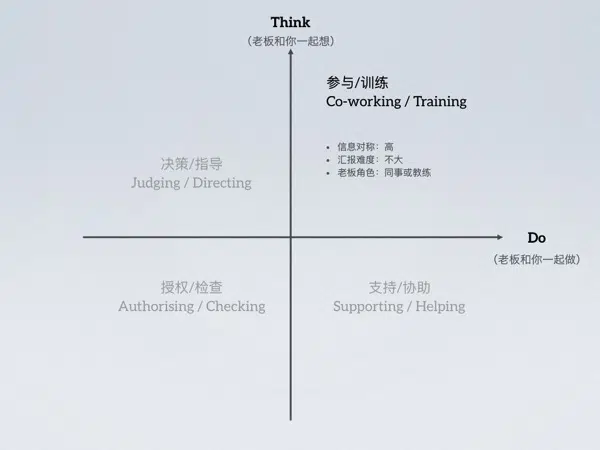 Think
（老板和你一起想）
参与/训练
Co-working / Training
• 信息对称：高
• 汇报难度：不大
• 老板角色：同事或教练
决策/指导
Judging / Directing
Do
（老板和你一起做）
授权/检查
Authorising / Checking
支持/协助
Supporting / Helping